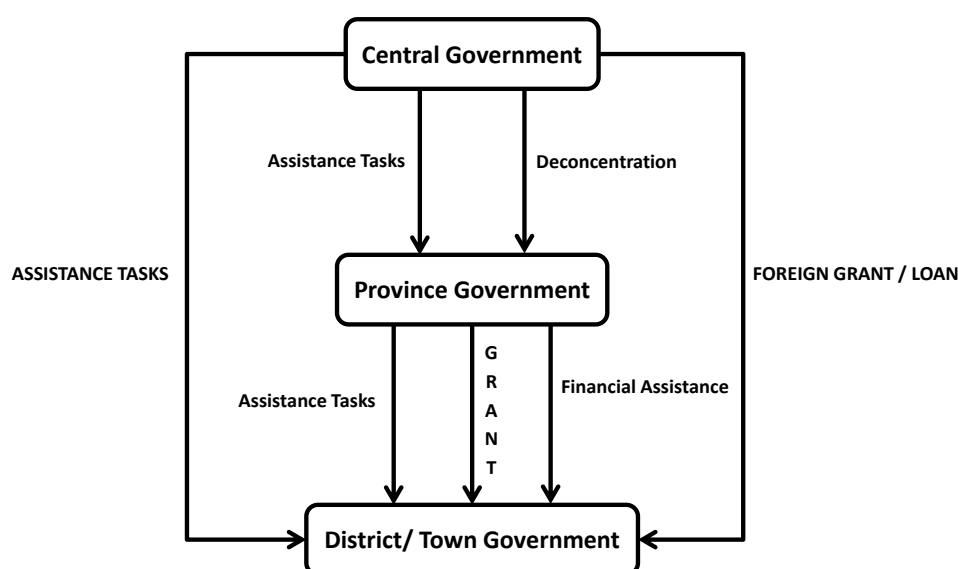 Central Government
Assistance Tasks
Deconcentration
ASSISTANCE TASKS
FOREIGN GRANT / LOAN
Province Government
Assistance Tasks
GRANT
Financial Assistance
District/ Town Government